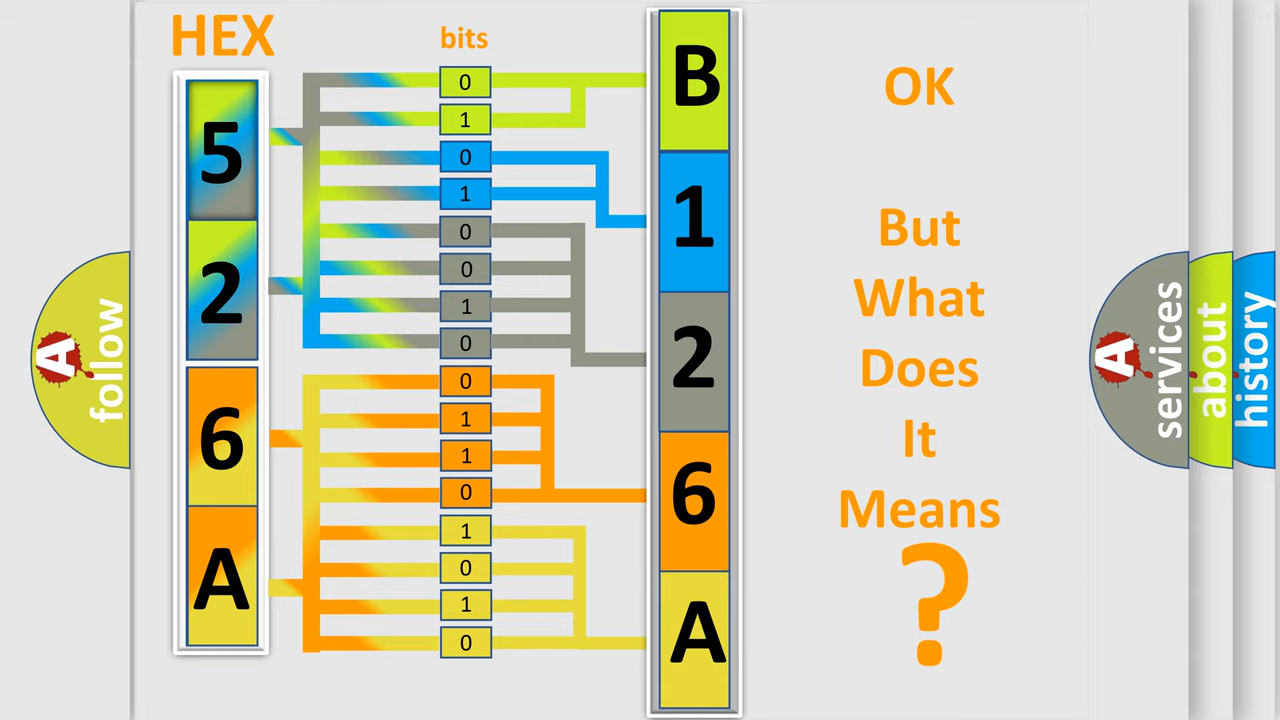 HEX
bits
5
2
6
A
0
1
0
1
0
0
1
0
0
1
1
0
1
0
1
0
B
1
2
6
A
OK
But
What
Does
It
Means
?
A
follow
A
services
about
history